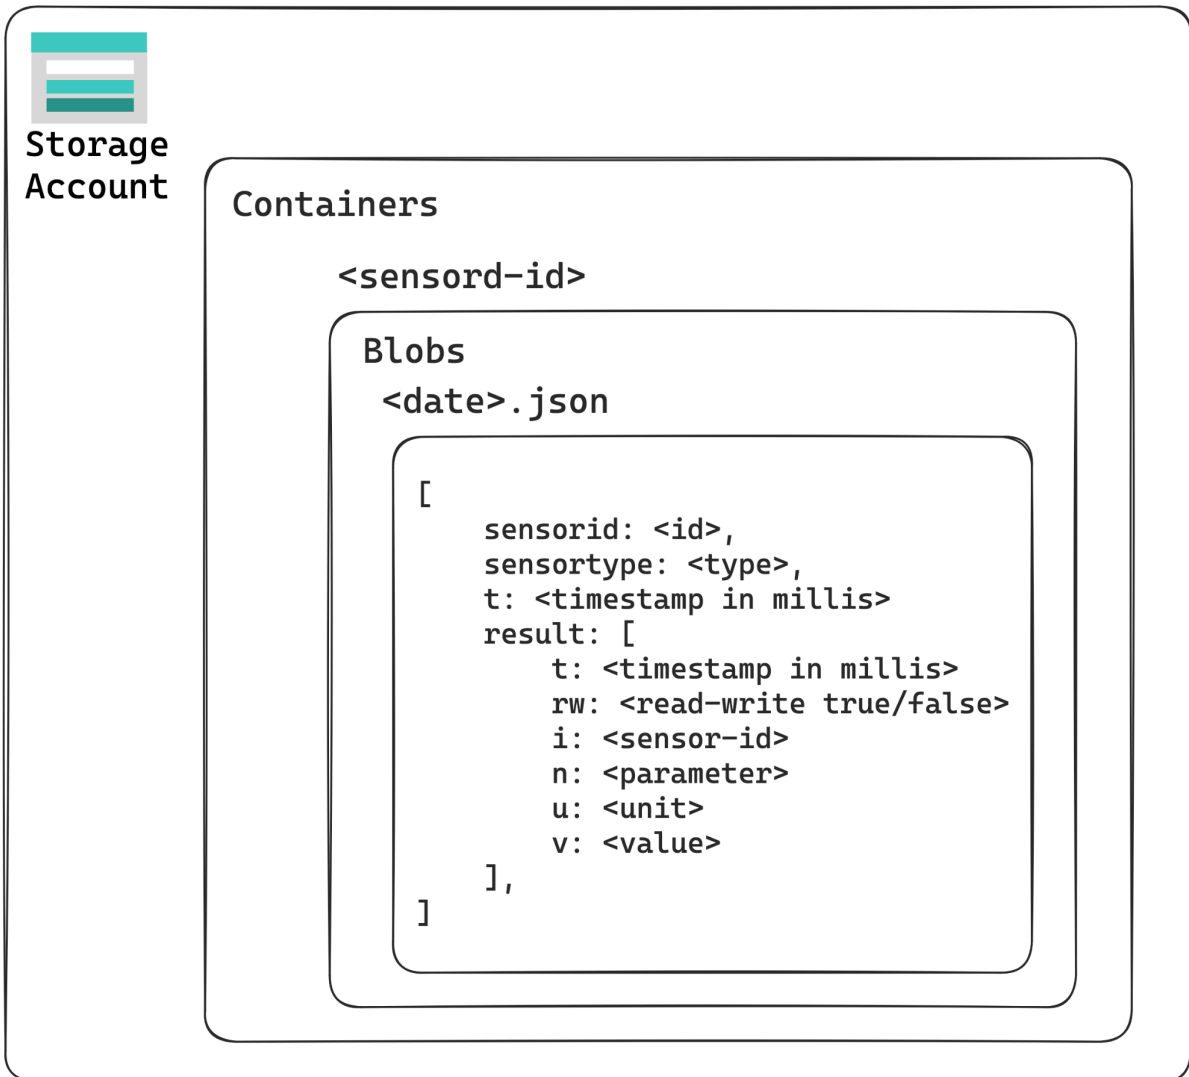 Storage
Account
Containers
<sensord-id>
Blobs
<date>.json
[
sensorid: <id>,
sensortype: <type>,
t: <timestamp in millis>
result: [
t: <timestamp in millis>
rw: <read-write true/false>
i: <sensor-id>
n: <parameter>
u: <unit>
v: <value>
],
]